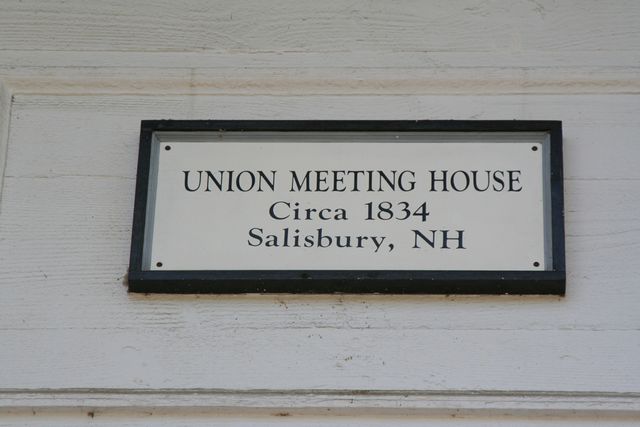 UNION MEETING HOUSE
Circa 1834
Salisbury, NH